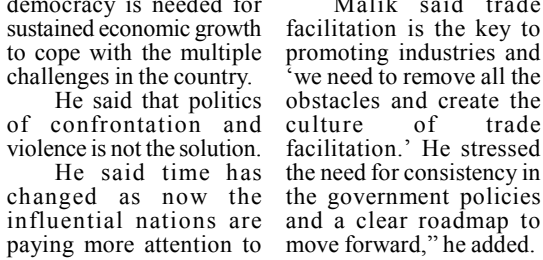 democracy is needed for
sustained economic growth
to cope with the multiple
challenges in the country.
He said that politics
of confrontation and
violence is not the solution.
He said time has
changed as now the
influential nations are
paying more attention to
Malik said trade
facilitation is the key to
promoting industries and
‘we need to remove all the
obstacles and create the
culture of trade
facilitation.’ He stressed
the need for consistency in
the government policies
and a clear roadmap to
move forward,” he added.